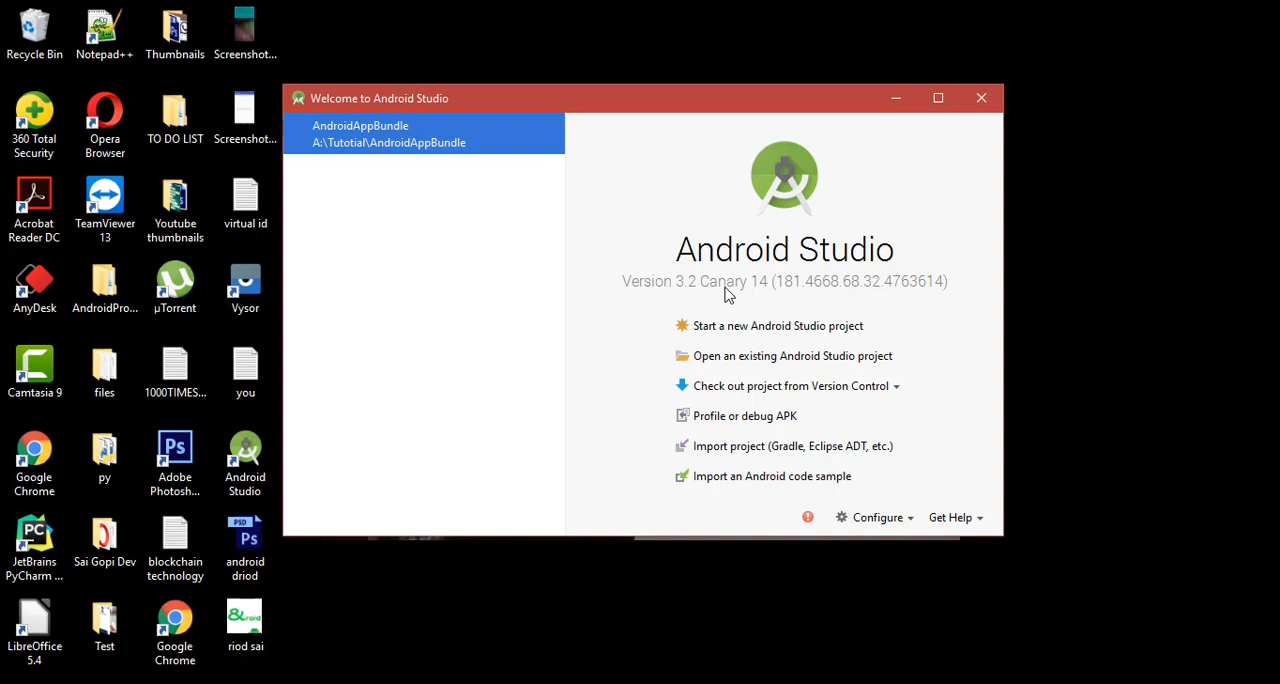 Recycle Bin
Notepad++
Thumbnails
Screenshot...
360 Total
Security
Opera
Browser
TO DO LIST
Screenshot...
Acrobat
Reader DC
TeamViewer
13
Youtube
thumbnails
virtual id
AnyDesk
AndroidPro...
µTorrent
Vysor
Camtasia 9
files
1000TIMES...
you
Google
Chrome
py
Adobe
Photosh...
Android
Studio
JetBrains
PyCharm ...
Sai Gopi Dev
blockchain
technology
android
driod
LibreOffice
5.4
Test
Google
Chrome
riod sai
Ps
PC
PSD
Ps
&roid
Welcome to Android Studio
AndroidAppBundle
A:\Tutotial\AndroidAppBundle
Android Studio
Version 3.2 Canary 14 (181.4668.68.32.4763614)
Start a new Android Studio project
Open an existing Android Studio project
Check out project from Version Control
Profile or debug APK
Import project (Gradle, Eclipse ADT, etc.)
Import an Android code sample
Configure
Get Help